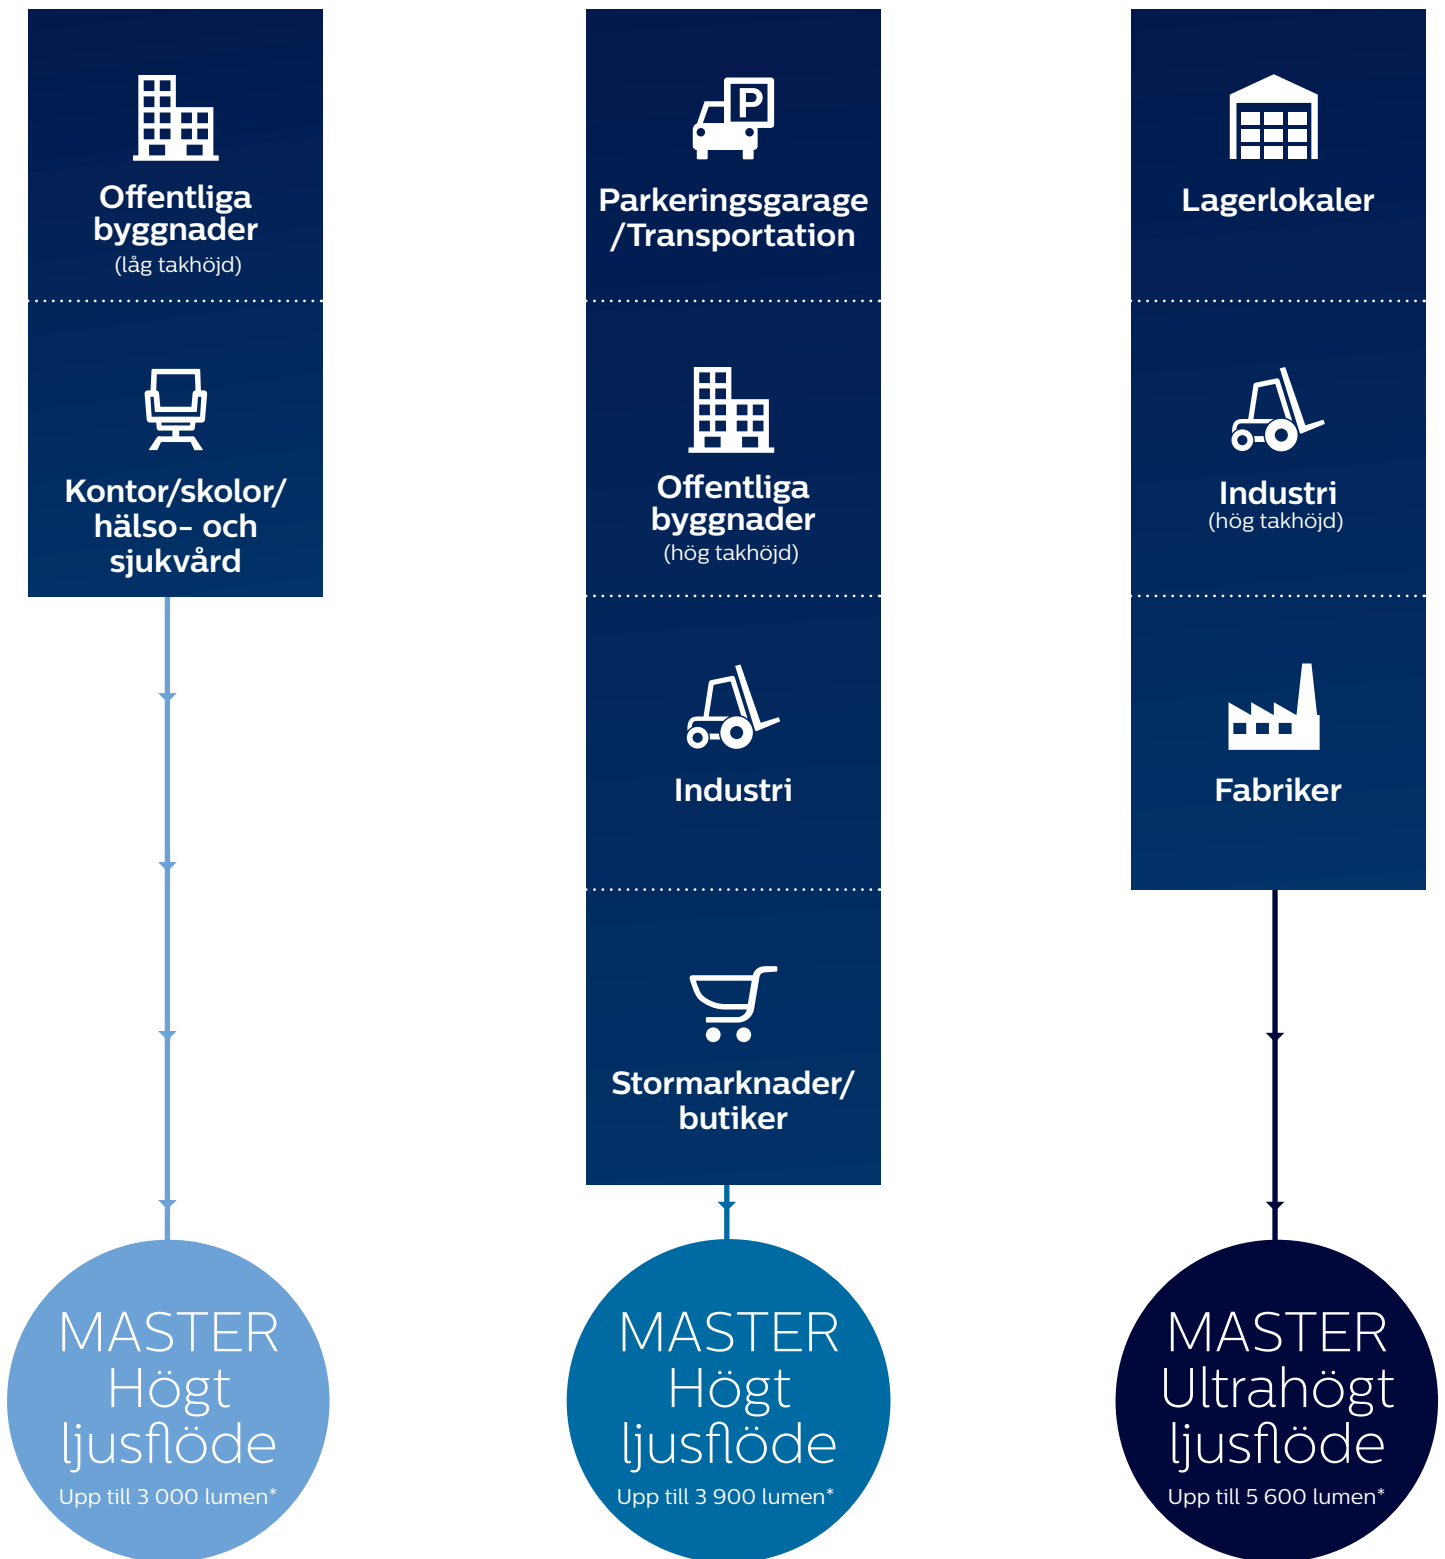 Offentliga
byggnader
(låg takhöjd)
Kontor/skolor/
hälso- och
sjukvård
MASTER
Högt
ljusflöde
Upp till 3 000 lumen*
P
Parkeringsgarage
/Transportation
Offentliga
byggnader
(hög takhöjd)
Industri
Stormarknader/
butiker
MASTER
Högt
ljusflöde
Upp till 3 900 lumen*
Lagerlokaler
Industri
(hög takhöjd)
Fabriker
MASTER
Ultrahögt
ljusflöde
Upp till 5 600 lumen*